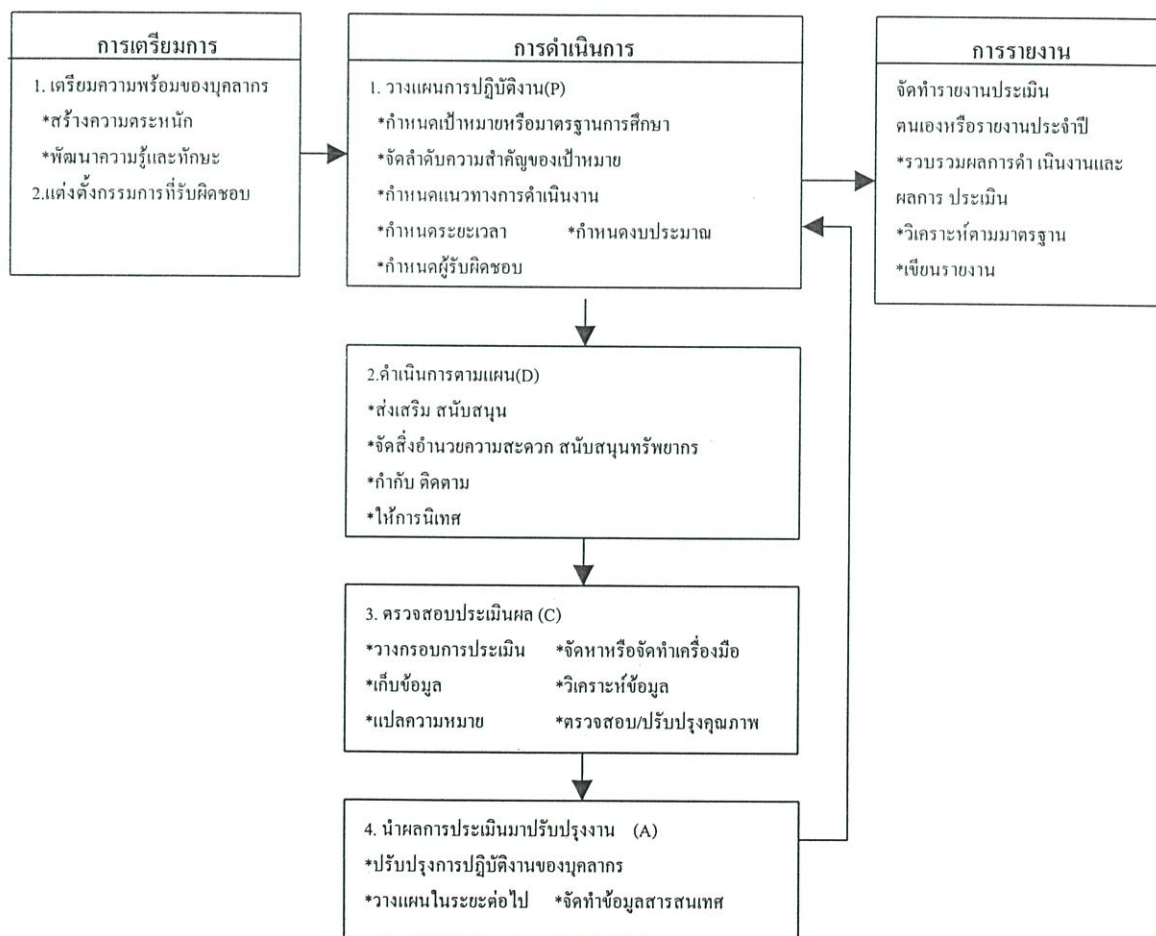 การเตรียมการ
1. เตรียมความพร้อมของบุคลากร
*สร้างความตระหนัก
*พัฒนาความรู้และทักษะ
2.แต่งตั้งกรรมการที่รับผิดชอบ
การดำเนินการ
1. วางแผนการปฏิบัติงาน(P)
*กำหนดเป้าหมายหรือมาตรฐานการศึกษา
*จัดลำดับความสำคัญของเป้าหมาย
*กำหนดแนวทางการดำเนินงาน
*กำหนดระยะเวลา *กำหนดงบประมาณ
*กำหนดผู้รับผิดชอบ
การรายงาน
จัดทำรายงานประเมิน
ตนเองหรือรายงานประจำปี
*รวบรวมผลการดำ เนินงานและ
ผลการ ประเมิน
*วิเคราะห์ตามมาตรฐาน
*เขียนรายงาน
2.ดำเนินการตามแผน(D)
*ส่งเสริม สนับสนุน
*จัดสิ่งอำนวยความสะดวก สนับสนุนทรัพยากร
*กำกับ ติดตาม
*ให้การนิเทศ
3. ตรวจสอบประเมินผล (C)
*วางกรอบการประเมิน *จัดหาหรือจัดทำเครื่องมือ
*เก็บข้อมูล *วิเคราะห์ข้อมูล
*แปลความหมาย *ตรวจสอบ/ปรับปรุงคุณภาพ
4. นำผลการประเมินมาปรับปรุงงาน (A)
*ปรับปรุงการปฏิบัติงานของบุคลากร
*วางแผนในระยะต่อไป *จัดทำข้อมูลสารสนเทศ